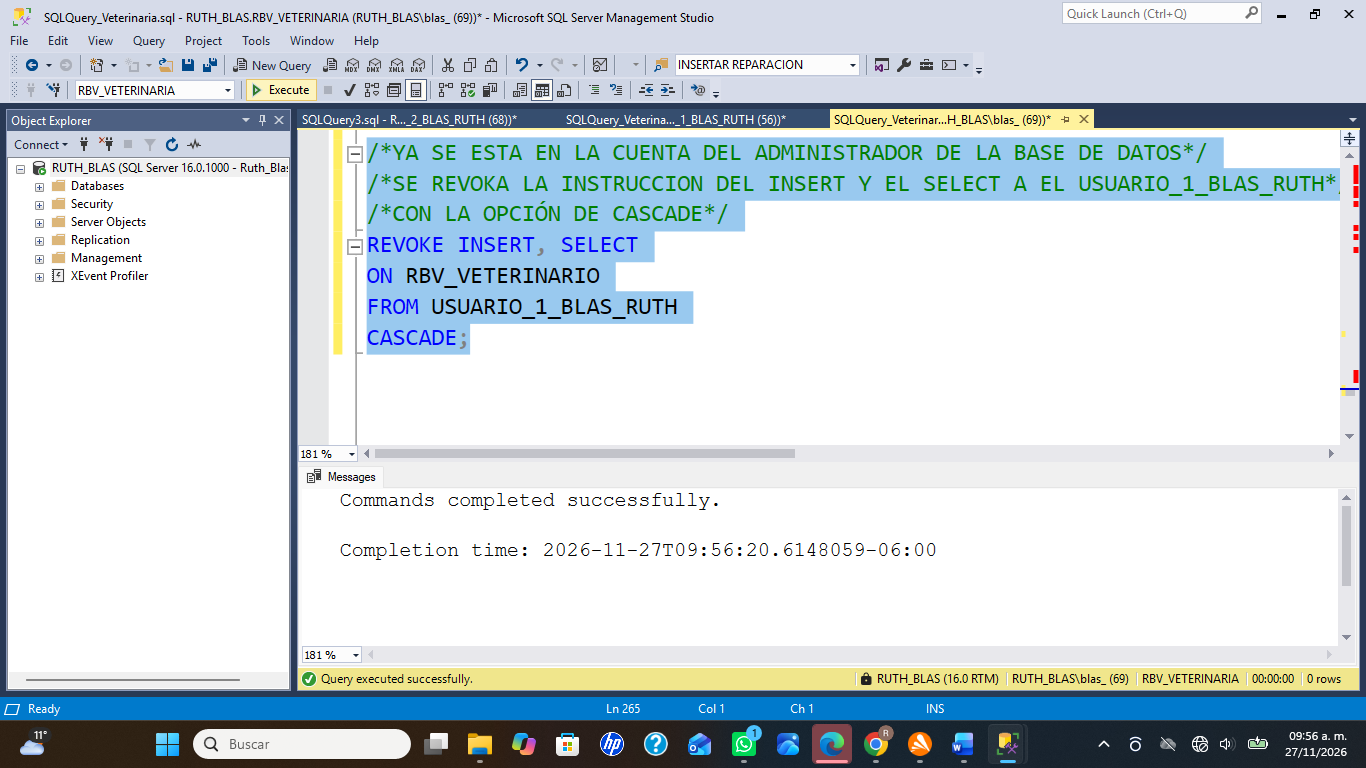 SQLQuery_Veterinaria.sql - RUTH_BLAS.RBV_VETERINARIA (RUTH_BLAS\blas_ (69))* - Microsoft SQL Server Management Studio
Quick Launch (Ctrl+Q)
File Edit View Query Project Tools Window Help
New Query
MDX DMX XMLA DAX
INSERTAR REPARACION
RBV_VETERINARIA
Execute
Object Explorer
SQLQuery3.sql - R..._2_BLAS_RUTH (68))*
SQLQuery_Veterina..._1_BLAS_RUTH (56))*
SQLQuery_Veterinar...H_BLAS\blas_ (69))*
Connect
RUTH_BLAS (SQL Server 16.0.1000 - Ruth_Blas
Databases
Security
Server Objects
Replication
Management
XEvent Profiler
/*YA SE ESTA EN LA CUENTA DEL ADMINISTRADOR DE LA BASE DE DATOS*/
/*SE REVOKA LA INSTRUCCION DEL INSERT Y EL SELECT A EL USUARIO_1_BLAS_RUTH*
/*CON LA OPCIÓN DE CASCADE*/
REVOKE INSERT, SELECT
ON RBV_VETERINARIO
FROM USUARIO_1_BLAS_RUTH
CASCADE;
181 %
Messages
Commands completed successfully.
Completion time: 2026-11-27T09:56:20.6148059-06:00
181 %
Query executed successfully.
RUTH_BLAS (16.0 RTM) RUTH_BLAS\blas_ (69) RBV_VETERINARIA 00:00:00 0 rows
Ready
Ln 265 Col 1 Ch 1 INS
11°
Buscar
1
R
09:56 a. m.
27/11/2026